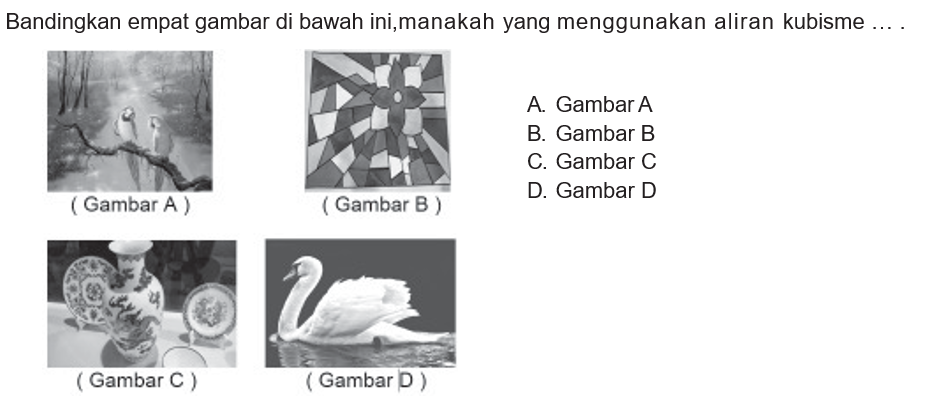 Bandingkan empat gambar di bawah ini,manakah yang menggunakan aliran kubisme ... .
A. Gambar A
B. Gambar B
C. Gambar C
D. Gambar D
( Gambar A )
( Gambar B )
( Gambar C )
( Gambar D )